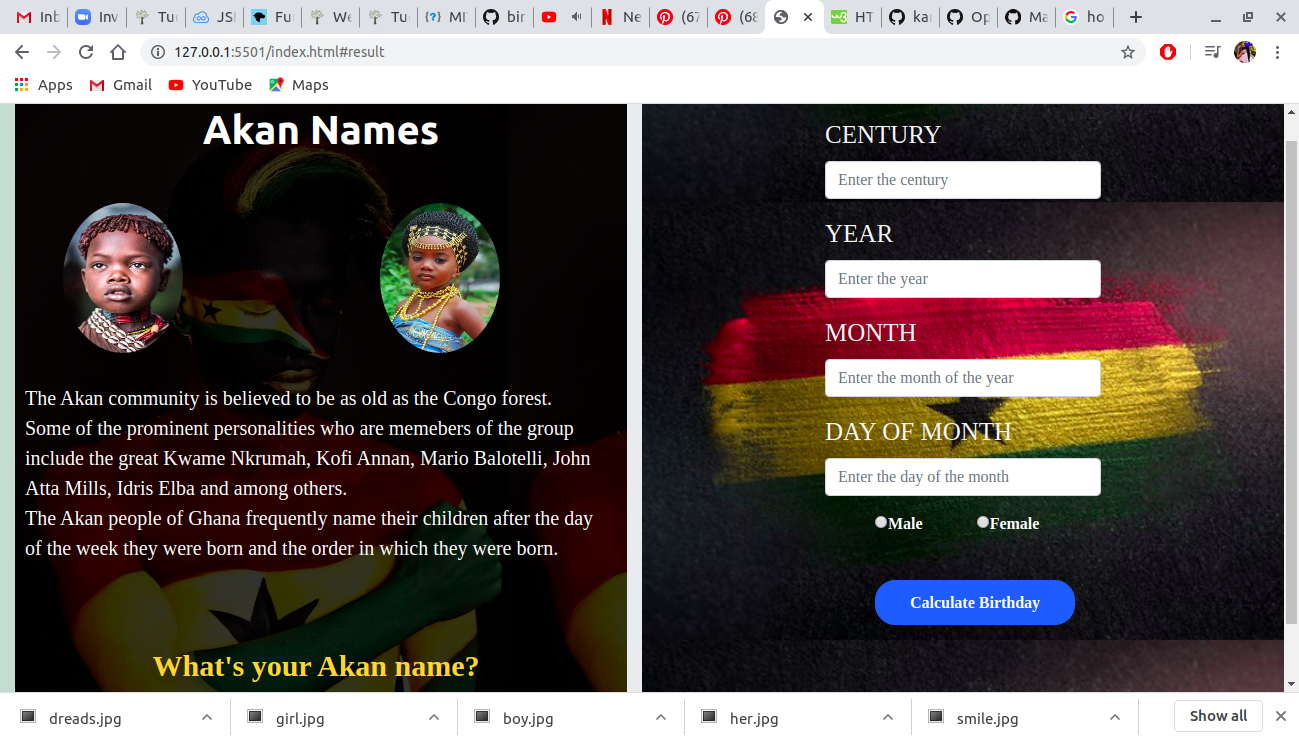 Inb
Inv
Tue
JSI
Fu
We
Tue
MI
bir
Ne
(67
(68
HT
kar
Op
Ma
ho
127.0.0.1:5501/index.html#result
Apps
Gmail
YouTube
Maps
Akan Names
The Akan community is believed to be as old as the Congo forest.
Some of the prominent personalities who are memebers of the group
include the great Kwame Nkrumah, Kofi Annan, Mario Balotelli, John
Atta Mills, Idris Elba and among others.
The Akan people of Ghana frequently name their children after the day
of the week they were born and the order in which they were born.
What's your Akan name?
CENTURY
Enter the century
YEAR
Enter the year
MONTH
Enter the month of the year
DAY OF MONTH
Enter the day of the month
Male Female
Calculate Birthday
dreads.jpg
girl.jpg
boy.jpg
her.jpg
smile.jpg
Show all